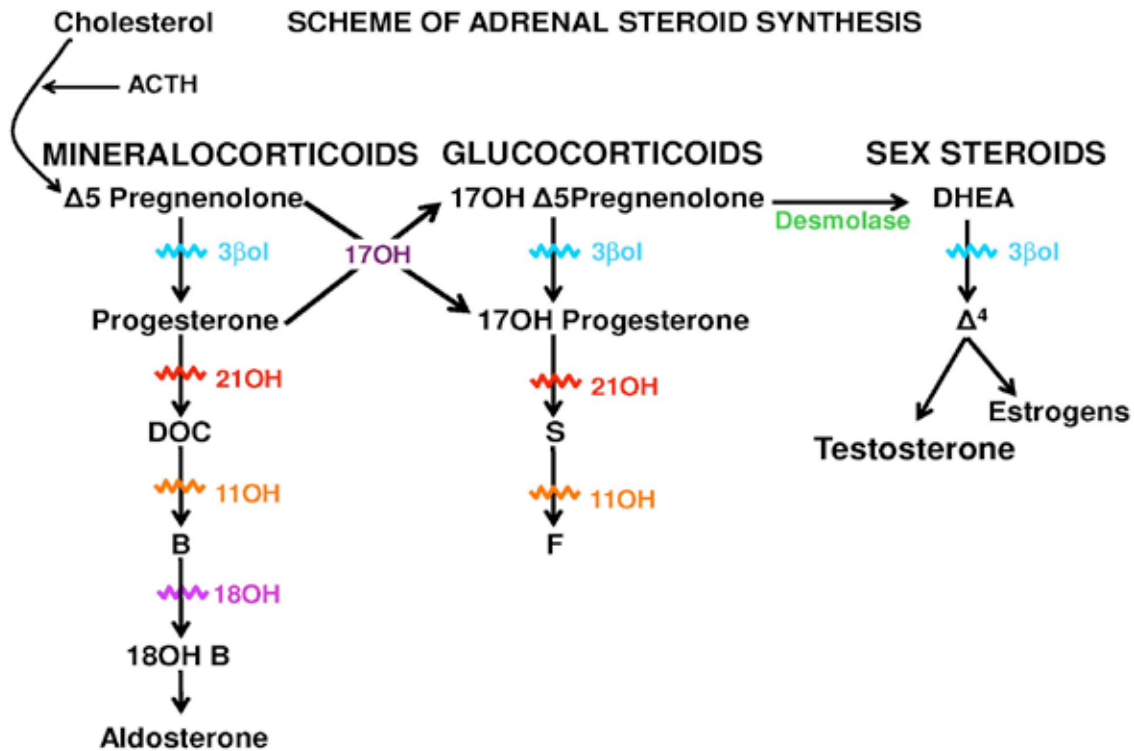 Cholesterol SCHEME OF ADRENAL STEROID SYNTHESIS
ACTH
MINERALOCORTICOIDS GLUCOCORTICOIDS SEX STEROIDS
Δ5 Pregnenolone 17OH Δ5Pregnenolone DHEA
Desmolase
3βol 17OH 3βol 3βol
Progesterone 17OH Progesterone Δ⁴
21OH 21OH
Estrogens
DOC S Testosterone
11OH 11OH
B F
18OH
18OH B
Aldosterone